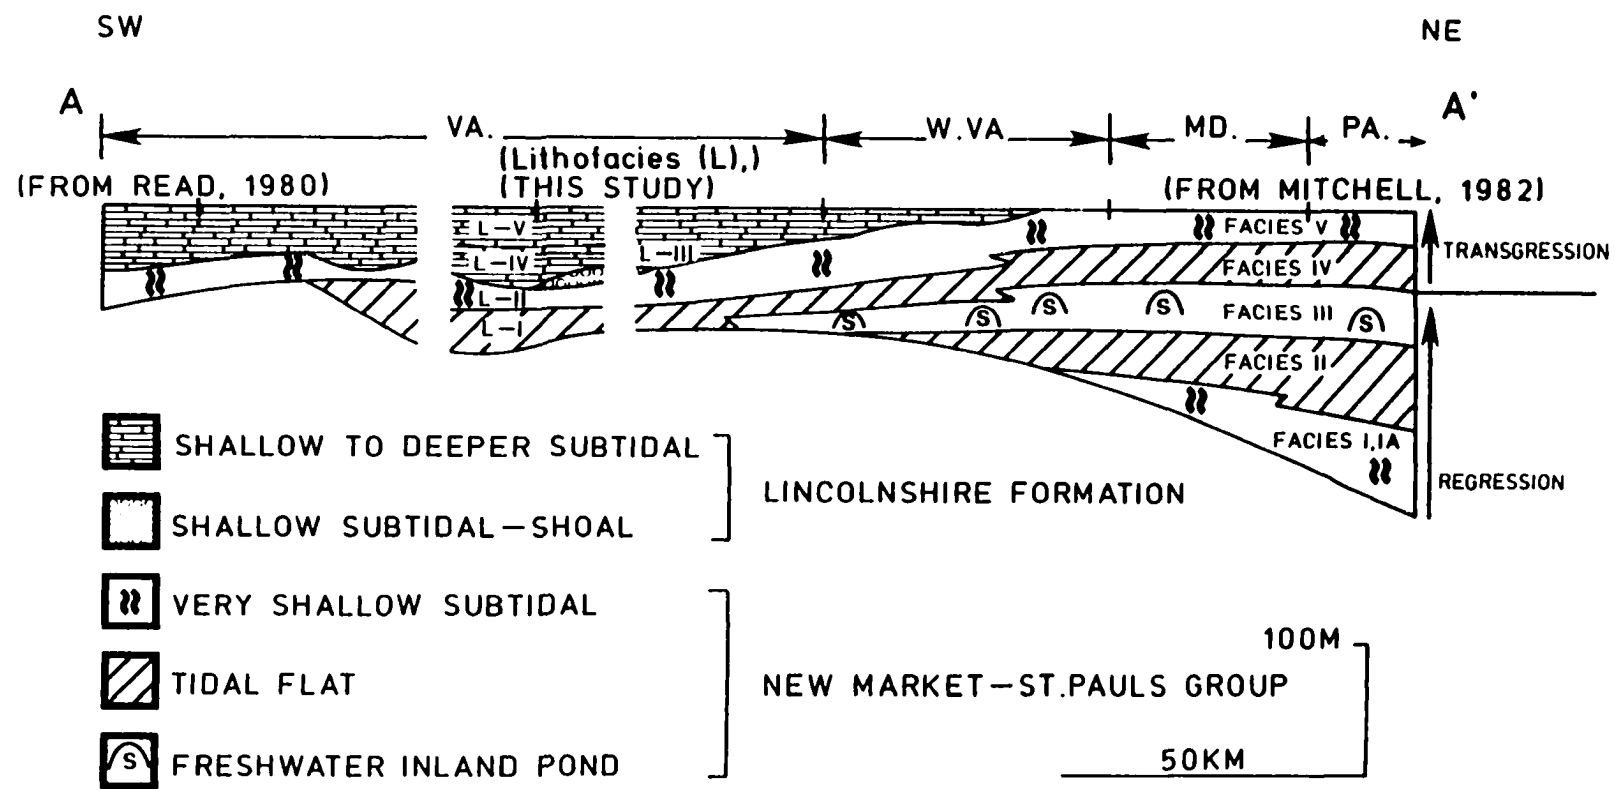 SW
NE
A
A'
VA.
W.VA
MD.
PA.
(Lithofacies (L),)
(FROM READ, 1980)
(THIS STUDY)
(FROM MITCHELL, 1982)
L-V
L-IV
L-III
L-II
L-I
FACIES V
FACIES IV
FACIES III
FACIES II
FACIES I,IA
S
S
S
S
S
TRANSGRESSION
REGRESSION
SHALLOW TO DEEPER SUBTIDAL
SHALLOW SUBTIDAL-SHOAL
LINCOLNSHIRE FORMATION
VERY SHALLOW SUBTIDAL
TIDAL FLAT
S
FRESHWATER INLAND POND
NEW MARKET-ST.PAULS GROUP
100M
50KM